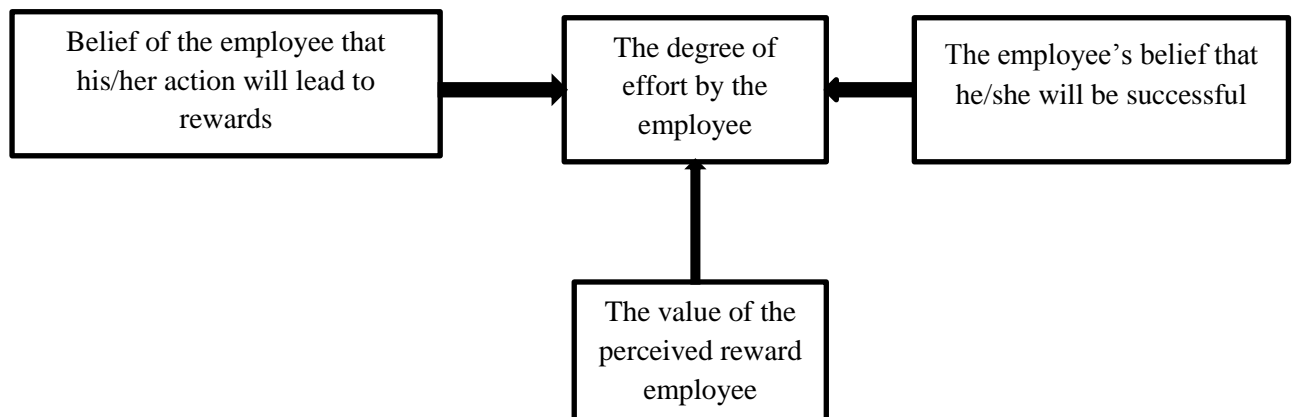 Belief of the employee that
his/her action will lead to
rewards
The degree of
effort by the
employee
The employee’s belief that
he/she will be successful
The value of the
perceived reward
employee